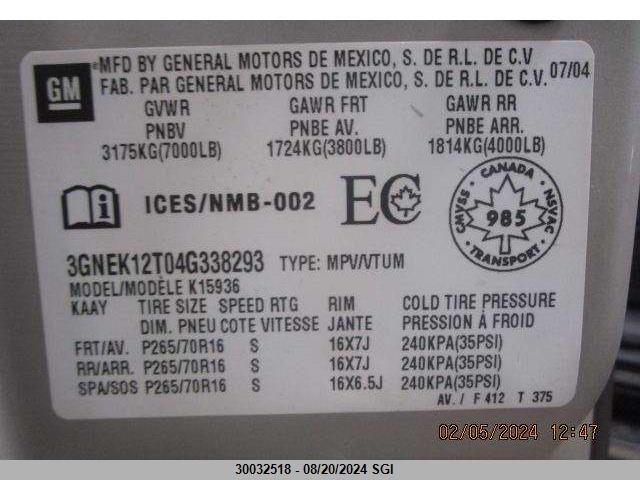 GM
MFD BY GENERAL MOTORS DE MEXICO, S. DE R.L. DE C.V
FAB. PAR GENERAL MOTORS DE MEXICO, S. DE R.L. DE C.V. 07/04
GVWR GAWR FRT GAWR RR
PNBV PNBE AV. PNBE ARR.
3175KG(7000LB) 1724KG(3800LB) 1814KG(4000LB)
i ICES/NMB-002 EC
CANADA CMVSS NSVAC 985 TRANSPORT
3GNEK12T04G338293 TYPE: MPV/VTUM
MODEL/MODÈLE K15936
KAAY TIRE SIZE SPEED RTG RIM COLD TIRE PRESSURE
DIM. PNEU COTE VITESSE JANTE PRESSION À FROID
FRT/AV. P265/70R16 S 16X7J 240KPA(35PSI)
RR/ARR. P265/70R16 S 16X7J 240KPA(35PSI)
SPA/SOS P265/70R16 S 16X6.5J 240KPA(35PSI)
AV. / F 412 T 375
02/05/2024 12:47
30032518 - 08/20/2024 SGI